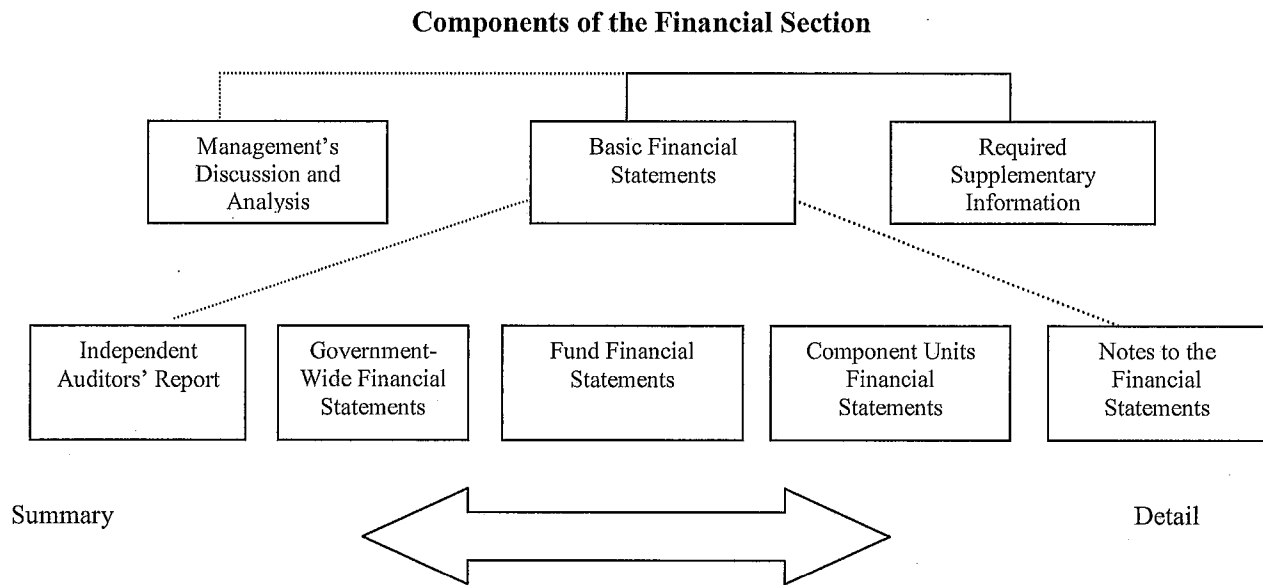 Components of the Financial Section
Management’s
Discussion and
Analysis
Basic Financial
Statements
Required
Supplementary
Information
Independent
Auditors’ Report
Government-
Wide Financial
Statements
Fund Financial
Statements
Component Units
Financial
Statements
Notes to the
Financial
Statements
Summary
Detail